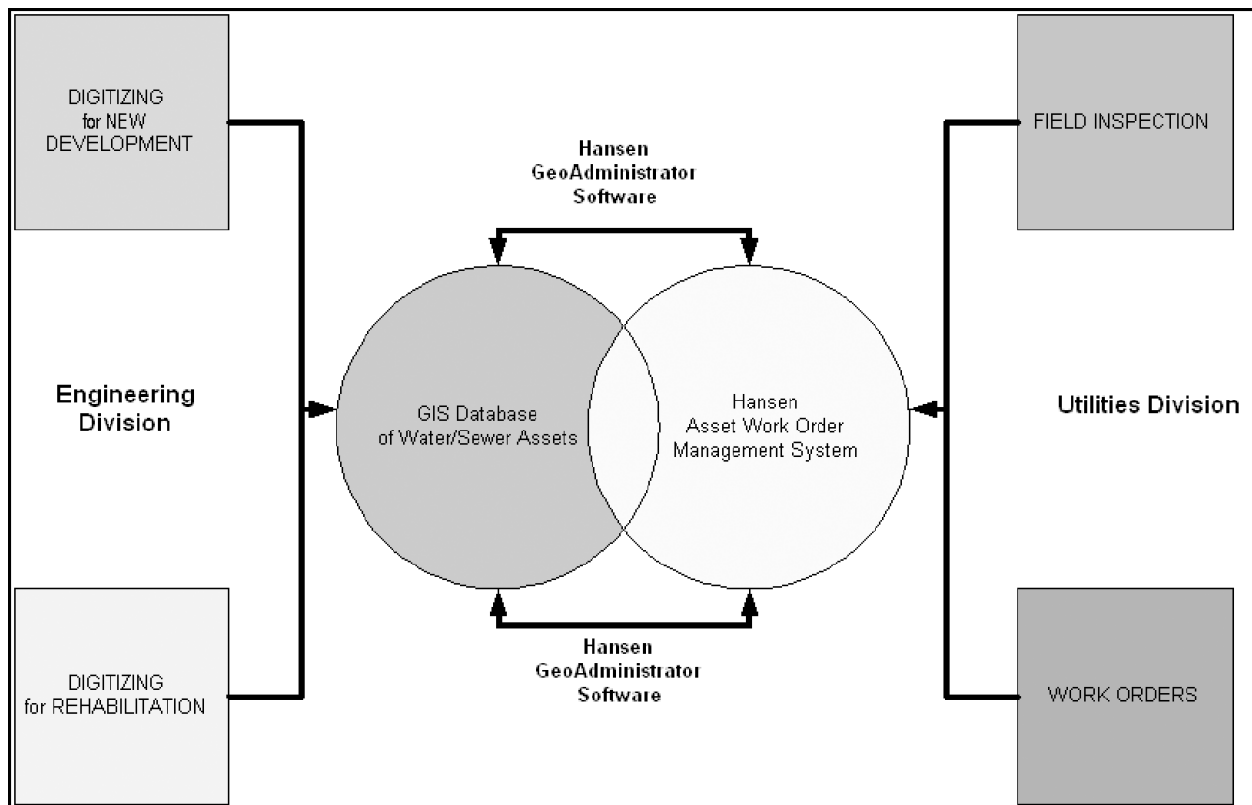 DIGITIZING
for NEW
DEVELOPMENT
FIELD INSPECTION
Hansen
GeoAdministrator
Software
Engineering
Division
GIS Database
of Water/Sewer Assets
Hansen
Asset Work Order
Management System
Utilities Division
Hansen
GeoAdministrator
Software
DIGITIZING
for REHABILITATION
WORK ORDERS